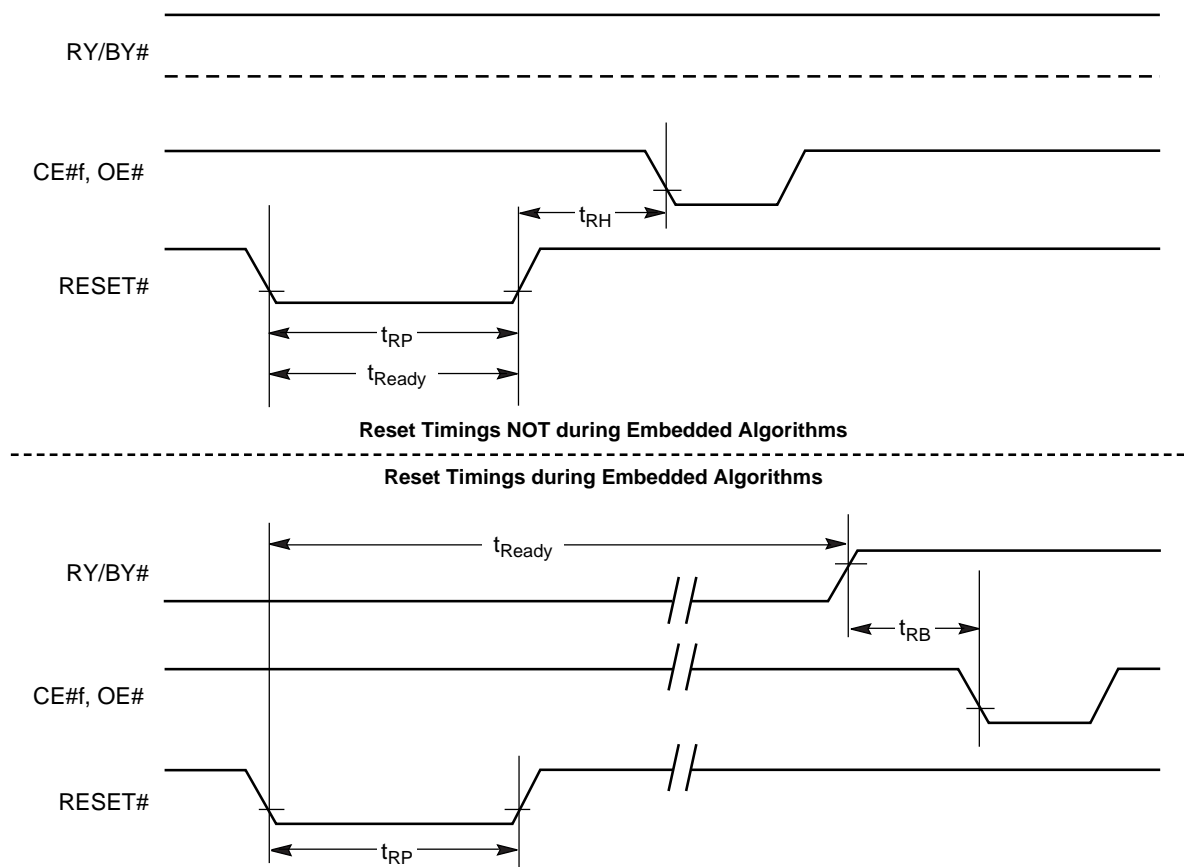 RY/BY#
CE#f, OE#
tRH
RESET#
tRP
tReady
Reset Timings NOT during Embedded Algorithms
Reset Timings during Embedded Algorithms
tReady
RY/BY#
tRB
CE#f, OE#
RESET#
tRP